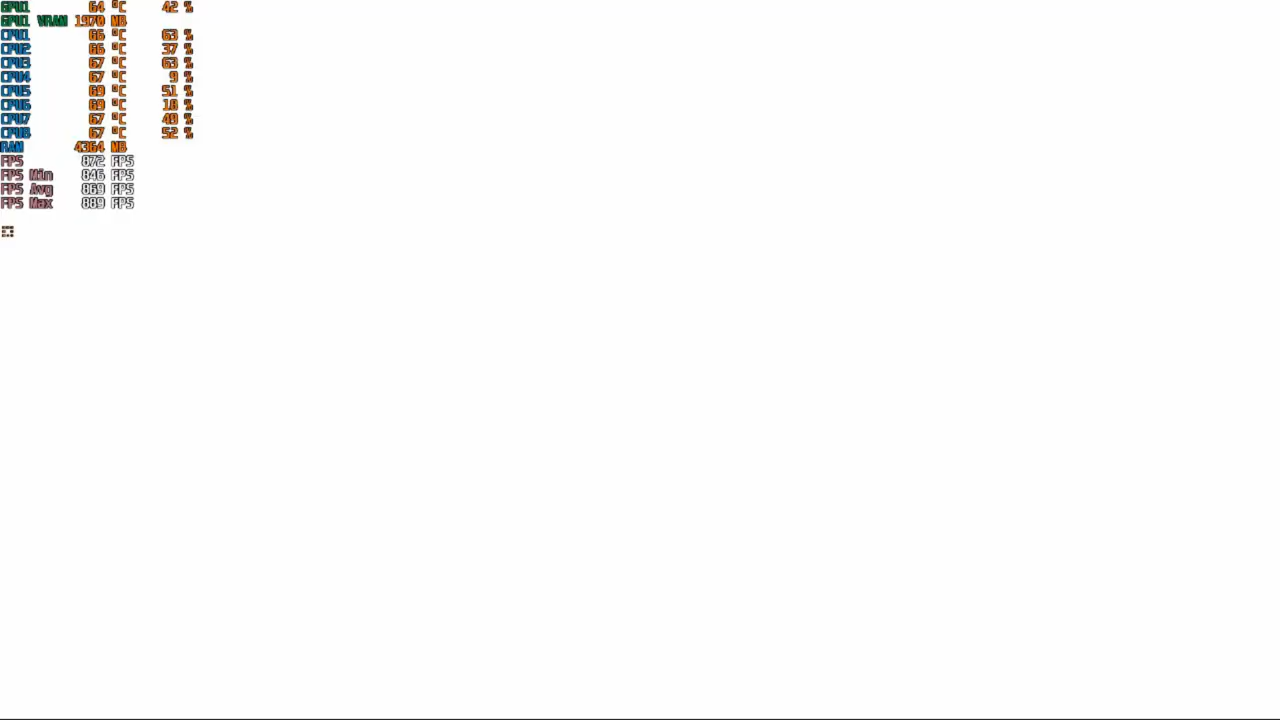 GPU1 64 °C 42 %
GPU1 VRAM 1970 MB
CPU1 66 °C 63 %
CPU2 66 °C 37 %
CPU3 67 °C 63 %
CPU4 67 °C 9 %
CPU5 69 °C 51 %
CPU6 69 °C 18 %
CPU7 67 °C 49 %
CPU8 67 °C 52 %
RAM 4364 MB
FPS 872 FPS
FPS Min 846 FPS
FPS Avg 869 FPS
FPS Max 889 FPS